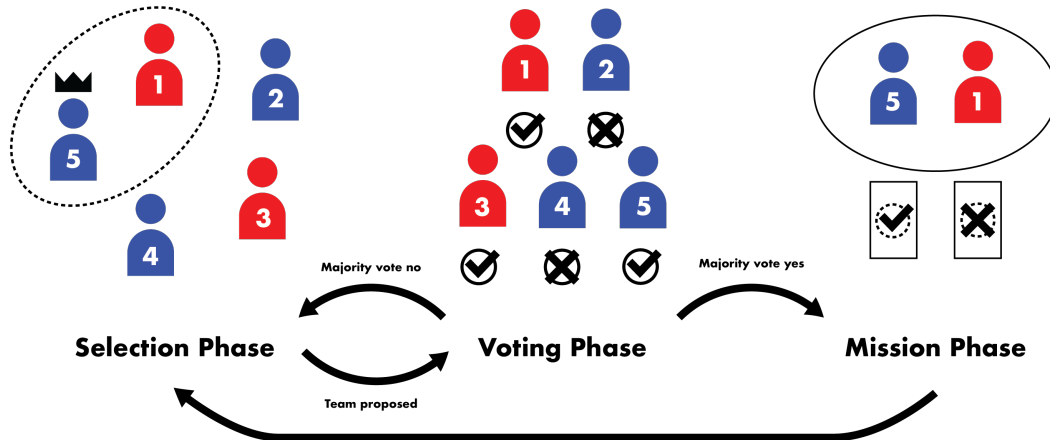 1
2
5
3
4
1
2
5
1
3
4
5
Majority vote no
Majority vote yes
Selection Phase
Voting Phase
Mission Phase
Team proposed